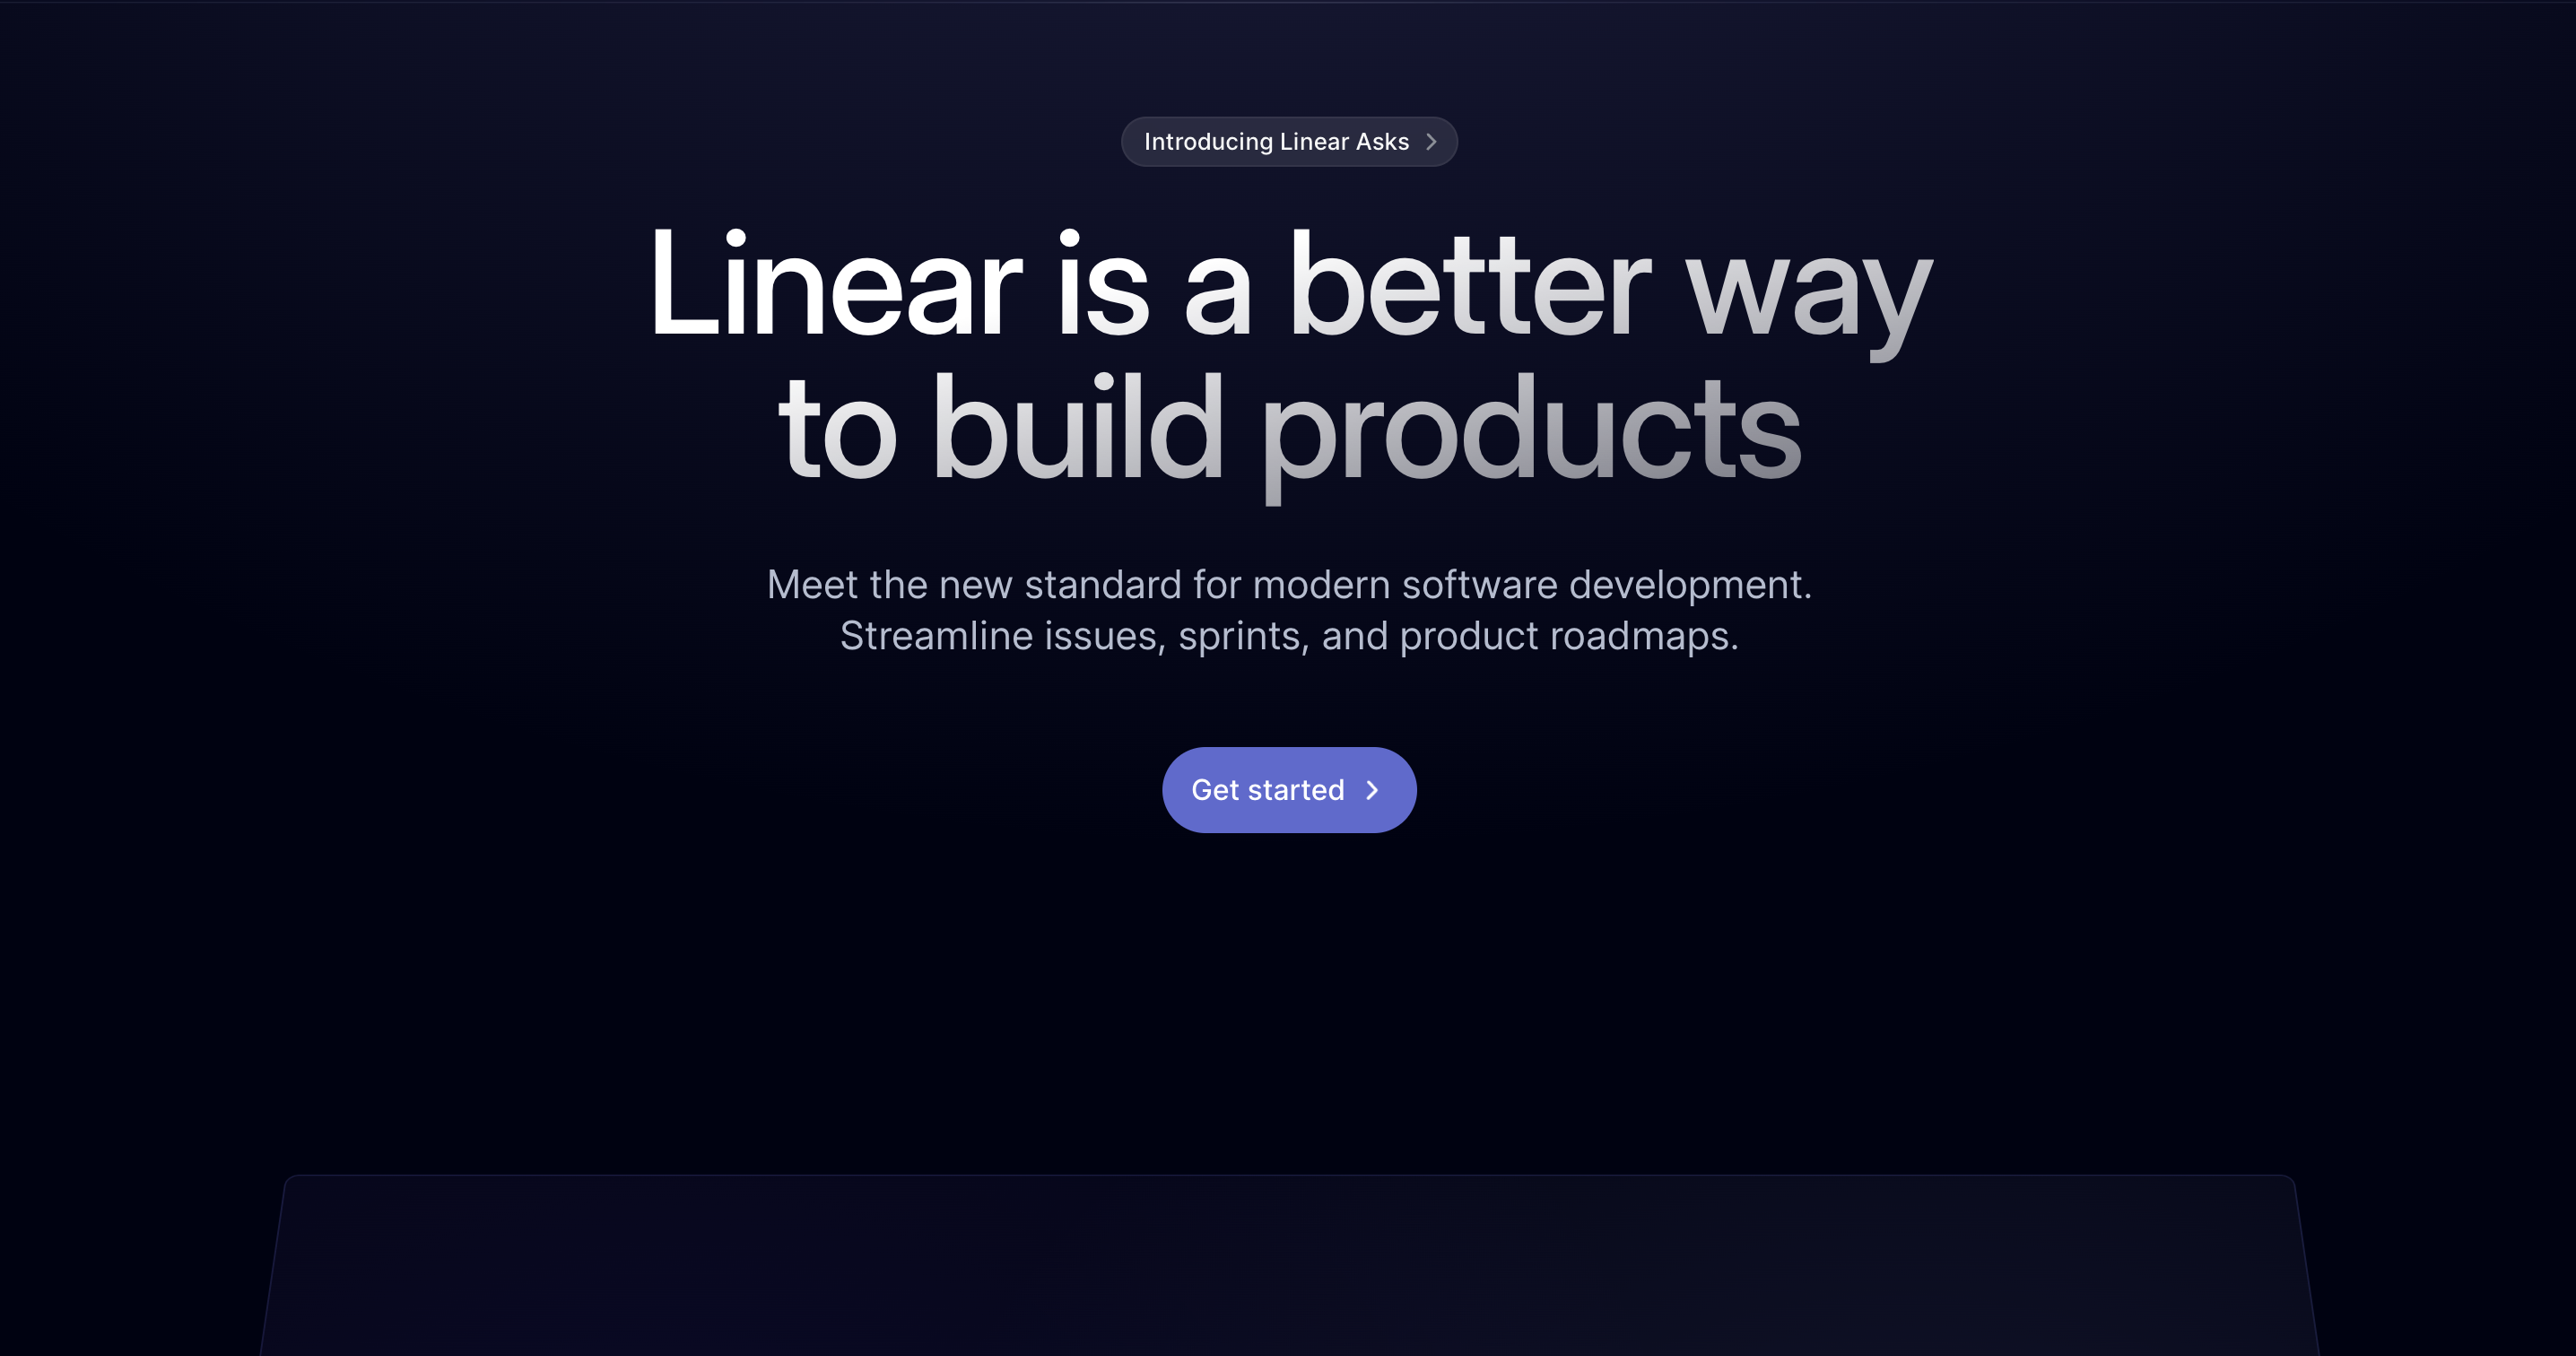 Introducing Linear Asks
Linear is a better way
to build products
Meet the new standard for modern software development.
Streamline issues, sprints, and product roadmaps.
Get started